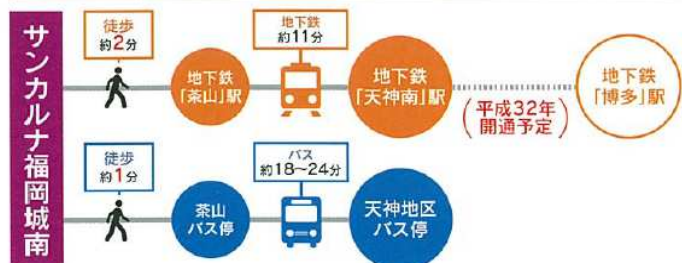 サンカルナ福岡城南
徒歩
約2分
地下鉄
「茶山」駅
地下鉄
約11分
地下鉄
「天神南」駅
(平成32年
開通予定)
地下鉄
「博多」駅
徒歩
約1分
茶山
バス停
バス
約18〜24分
天神地区
バス停